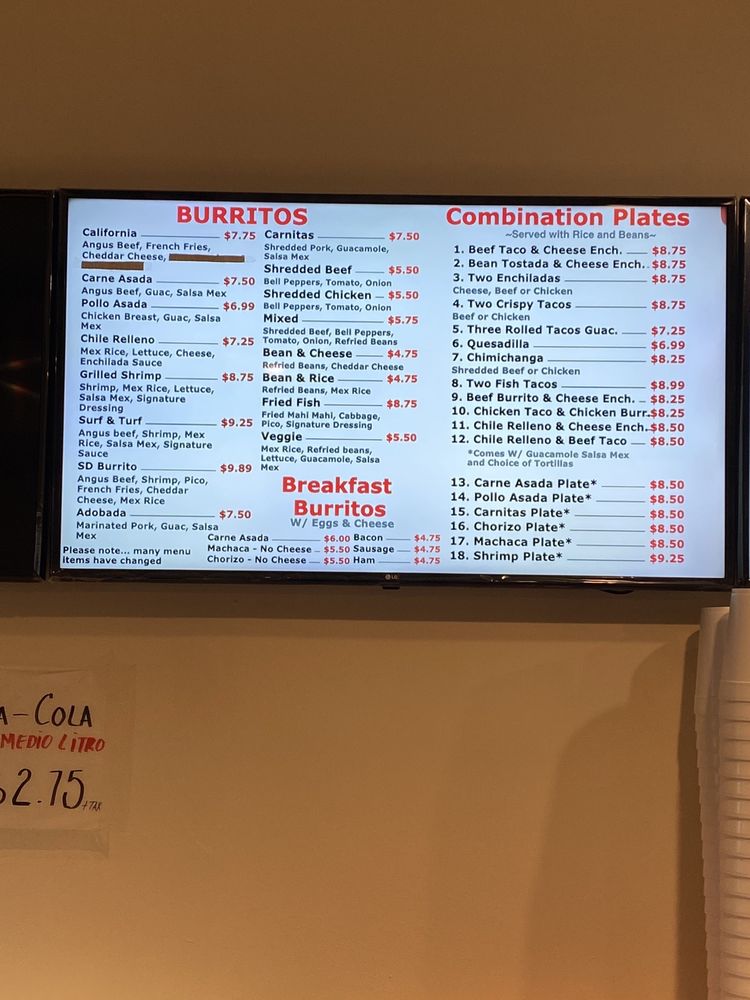 BURRITOS
California $7.75
Angus Beef, French Fries,
Cheddar Cheese,
Carne Asada $7.50
Angus Beef, Guac, Salsa Mex
Pollo Asada $6.99
Chicken Breast, Guac, Salsa
Mex
Chile Relleno $7.25
Mex Rice, Lettuce, Cheese,
Enchilada Sauce
Grilled Shrimp $8.75
Shrimp, Mex Rice, Lettuce,
Salsa Mex, Signature
Dressing
Surf & Turf $9.25
Angus beef, Shrimp, Mex
Rice, Salsa Mex, Signature
Sauce
SD Burrito $9.89
Angus Beef, Shrimp, Pico,
French Fries, Cheddar
Cheese, Mex Rice
Adobada $7.50
Marinated Pork, Guac, Salsa
Mex
Please note... many menu
items have changed
Carnitas $7.50
Shredded Pork, Guacamole,
Salsa Mex
Shredded Beef $5.50
Bell Peppers, Tomato, Onion
Shredded Chicken $5.50
Bell Peppers, Tomato, Onion
Mixed $5.75
Shredded Beef, Bell Peppers,
Tomato, Onion, Refried Beans
Bean & Cheese $4.75
Refried Beans, Cheddar Cheese
Bean & Rice $4.75
Refried Beans, Mex Rice
Fried Fish $8.75
Fried Mahi Mahi, Cabbage,
Pico, Signature Dressing
Veggie $5.50
Mex Rice, Refried beans,
Lettuce, Guacamole, Salsa
Mex
Breakfast
Burritos
W/ Eggs & Cheese
Carne Asada $6.00 Bacon $4.75
Machaca - No Cheese $5.50 Sausage $4.75
Chorizo - No Cheese $5.50 Ham $4.75
Combination Plates
~Served with Rice and Beans~
1. Beef Taco & Cheese Ench. $8.75
2. Bean Tostada & Cheese Ench. $8.75
3. Two Enchiladas $8.75
Cheese, Beef or Chicken
4. Two Crispy Tacos $8.75
Beef or Chicken
5. Three Rolled Tacos Guac. $7.25
6. Quesadilla $6.99
7. Chimichanga $8.25
Shredded Beef or Chicken
8. Two Fish Tacos $8.99
9. Beef Burrito & Cheese Ench. $8.25
10. Chicken Taco & Chicken Burr. $8.25
11. Chile Relleno & Cheese Ench. $8.50
12. Chile Relleno & Beef Taco $8.50
*Comes W/ Guacamole Salsa Mex
and Choice of Tortillas
13. Carne Asada Plate* $8.50
14. Pollo Asada Plate* $8.50
15. Carnitas Plate* $8.50
16. Chorizo Plate* $8.50
17. Machaca Plate* $8.50
18. Shrimp Plate* $9.25
LG
A-COLA
MEDIO LITRO
$2.75 +TAX